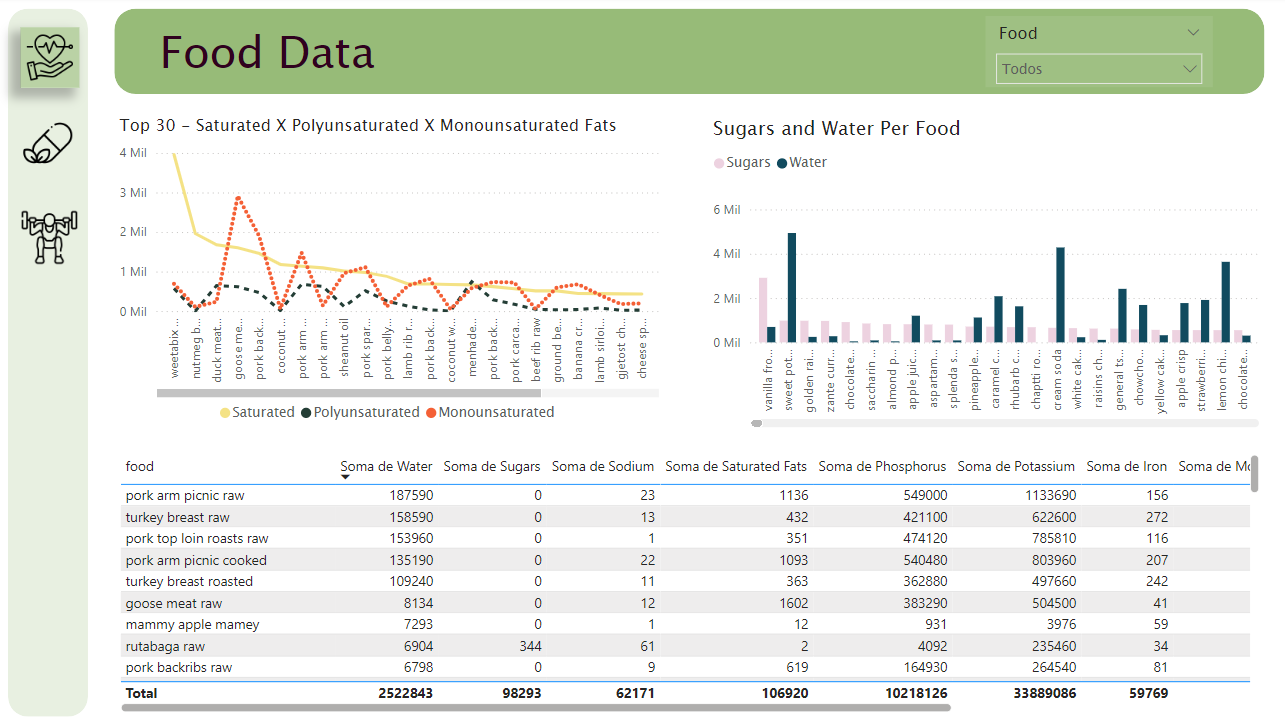 Food Data
Food
Todos
Top 30 - Saturated X Polyunsaturated X Monounsaturated Fats
4 Mil
3 Mil
2 Mil
1 Mil
0 Mil
weetabix ...
nutmeg b...
duck meat...
goose me...
pork back...
coconut ...
pork arm ...
pork arm ...
sheanut oil
pork spar...
pork belly...
lamb rib r...
pork back...
coconut w...
menhade...
pork back...
pork carca...
beef rib raw
ground be...
banana cr...
lamb sirloi...
gjetost ch...
cheese sp...
Saturated Polyunsaturated Monounsaturated
Sugars and Water Per Food
Sugars Water
6 Mil
4 Mil
2 Mil
0 Mil
vanilla fro...
sweet pot...
golden rai...
zante curr...
chocolate...
saccharin ...
almond p...
apple juic...
aspartam...
splenda s...
pineapple...
caramel c...
rhubarb c...
chaptti ro...
cream soda
white cak...
raisins ch...
general ts...
chowcho...
yellow cak...
apple crisp
strawberri...
lemon chi...
chocolate...
food Soma de Water Soma de Sugars Soma de Sodium Soma de Saturated Fats Soma de Phosphorus Soma de Potassium Soma de Iron Soma de Mo
pork arm picnic raw 187590 0 23 1136 549000 1133690 156
turkey breast raw 158590 0 13 432 421100 622600 272
pork top loin roasts raw 153960 0 1 351 474120 785810 116
pork arm picnic cooked 135190 0 22 1093 540480 803960 207
turkey breast roasted 109240 0 11 363 362880 497660 242
goose meat raw 8134 0 12 1602 383290 504500 41
mammy apple mamey 7293 0 1 12 931 3976 59
rutabaga raw 6904 344 61 2 4092 235460 34
pork backribs raw 6798 0 9 619 164930 264540 81
Total 2522843 98293 62171 106920 10218126 33889086 59769